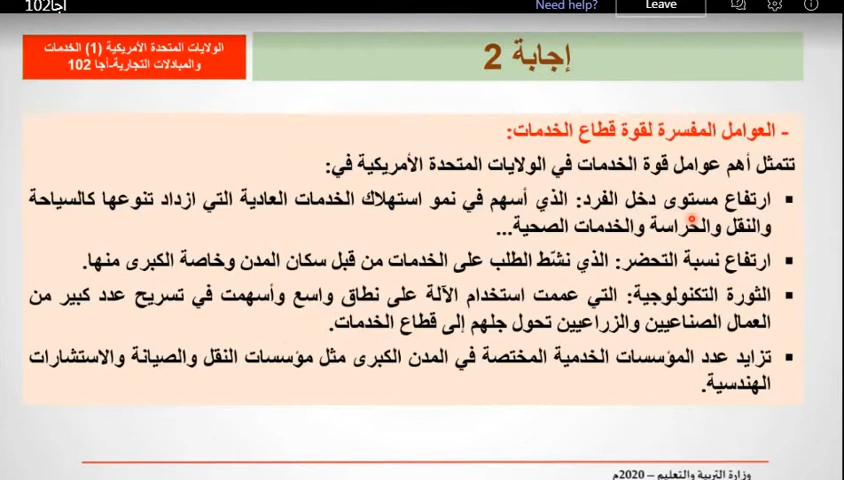 اجا102
Need help?
Leave
الولايات المتحدة الأمريكية (1) الخدمات
والمبادلات التجارية-أجا 102
إجابة 2
- العوامل المفسرة لقوة قطاع الخدمات:
تتمثل أهم عوامل قوة الخدمات في الولايات المتحدة الأمريكية في:
▪ ارتفاع مستوى دخل الفرد: الذي أسهم في نمو استهلاك الخدمات العادية التي ازداد تنوعها كالسياحة
والنقل والحراسة والخدمات الصحية...
▪ ارتفاع نسبة التحضر: الذي نشّط الطلب على الخدمات من قبل سكان المدن وخاصة الكبرى منها.
▪ الثورة التكنولوجية: التي عممت استخدام الآلة على نطاق واسع وأسهمت في تسريح عدد كبير من
العمال الصناعيين والزراعيين تحول جلهم إلى قطاع الخدمات.
▪ تزايد عدد المؤسسات الخدمية المختصة في المدن الكبرى مثل مؤسسات النقل والصيانة والاستشارات
الهندسية.
وزارة التربية والتعليم – 2020م